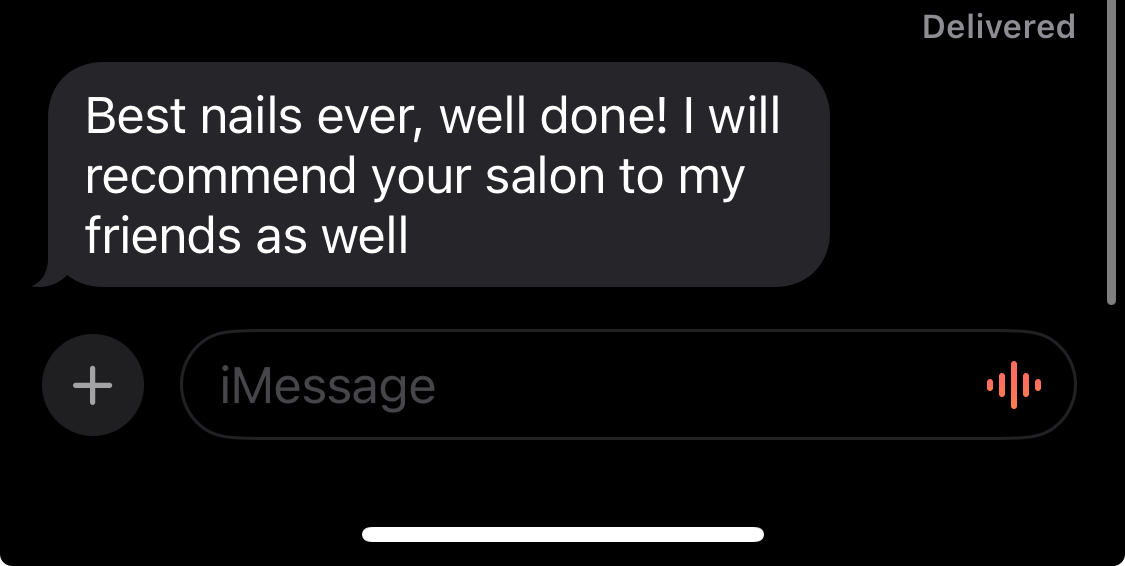 Delivered
Best nails ever, well done! I will
recommend your salon to my
friends as well
iMessage